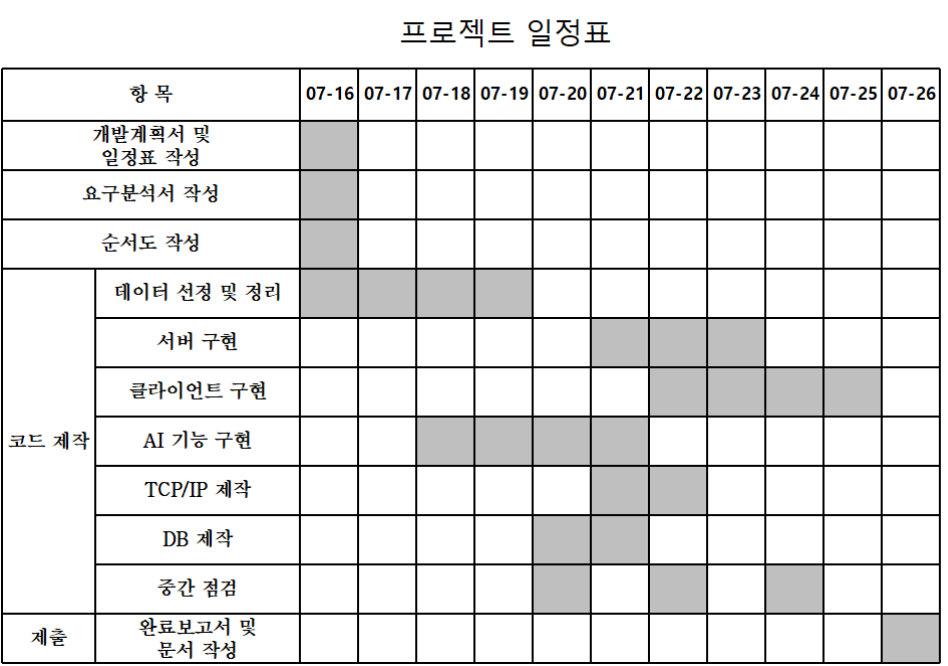 프로젝트 일정표
항 목 07-16 07-17 07-18 07-19 07-20 07-21 07-22 07-23 07-24 07-25 07-26
개발계획서 및
일정표 작성
요구분석서 작성
순서도 작성
코드 제작
데이터 선정 및 정리
서버 구현
클라이언트 구현
AI 기능 구현
TCP/IP 제작
DB 제작
중간 점검
제출
완료보고서 및
문서 작성